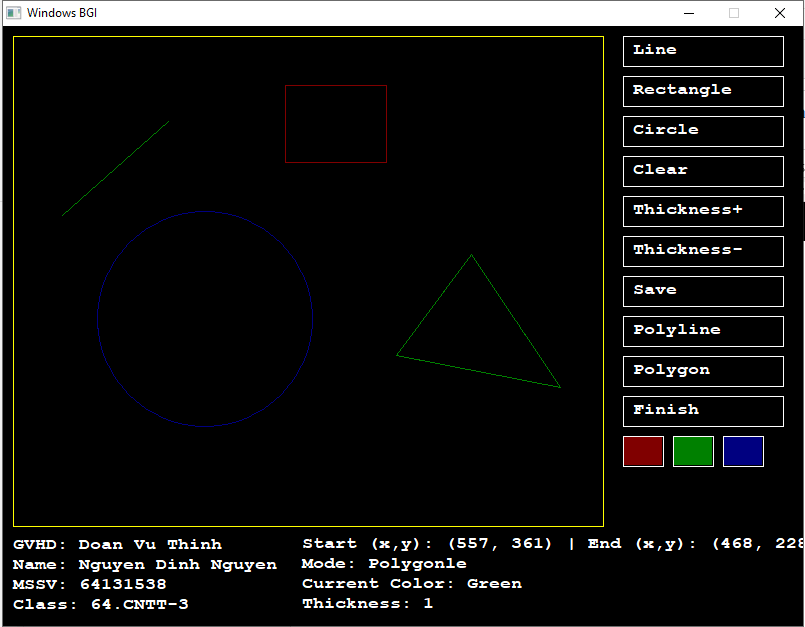 Windows BGI
Line
Rectangle
Circle
Clear
Thickness+
Thickness-
Save
Polyline
Polygon
Finish
GVHD: Doan Vu Thinh
Name: Nguyen Dinh Nguyen
MSSV: 64131538
Class: 64.CNTT-3
Start (x,y): (557, 361) | End (x,y): (468, 228
Mode: Polygonle
Current Color: Green
Thickness: 1